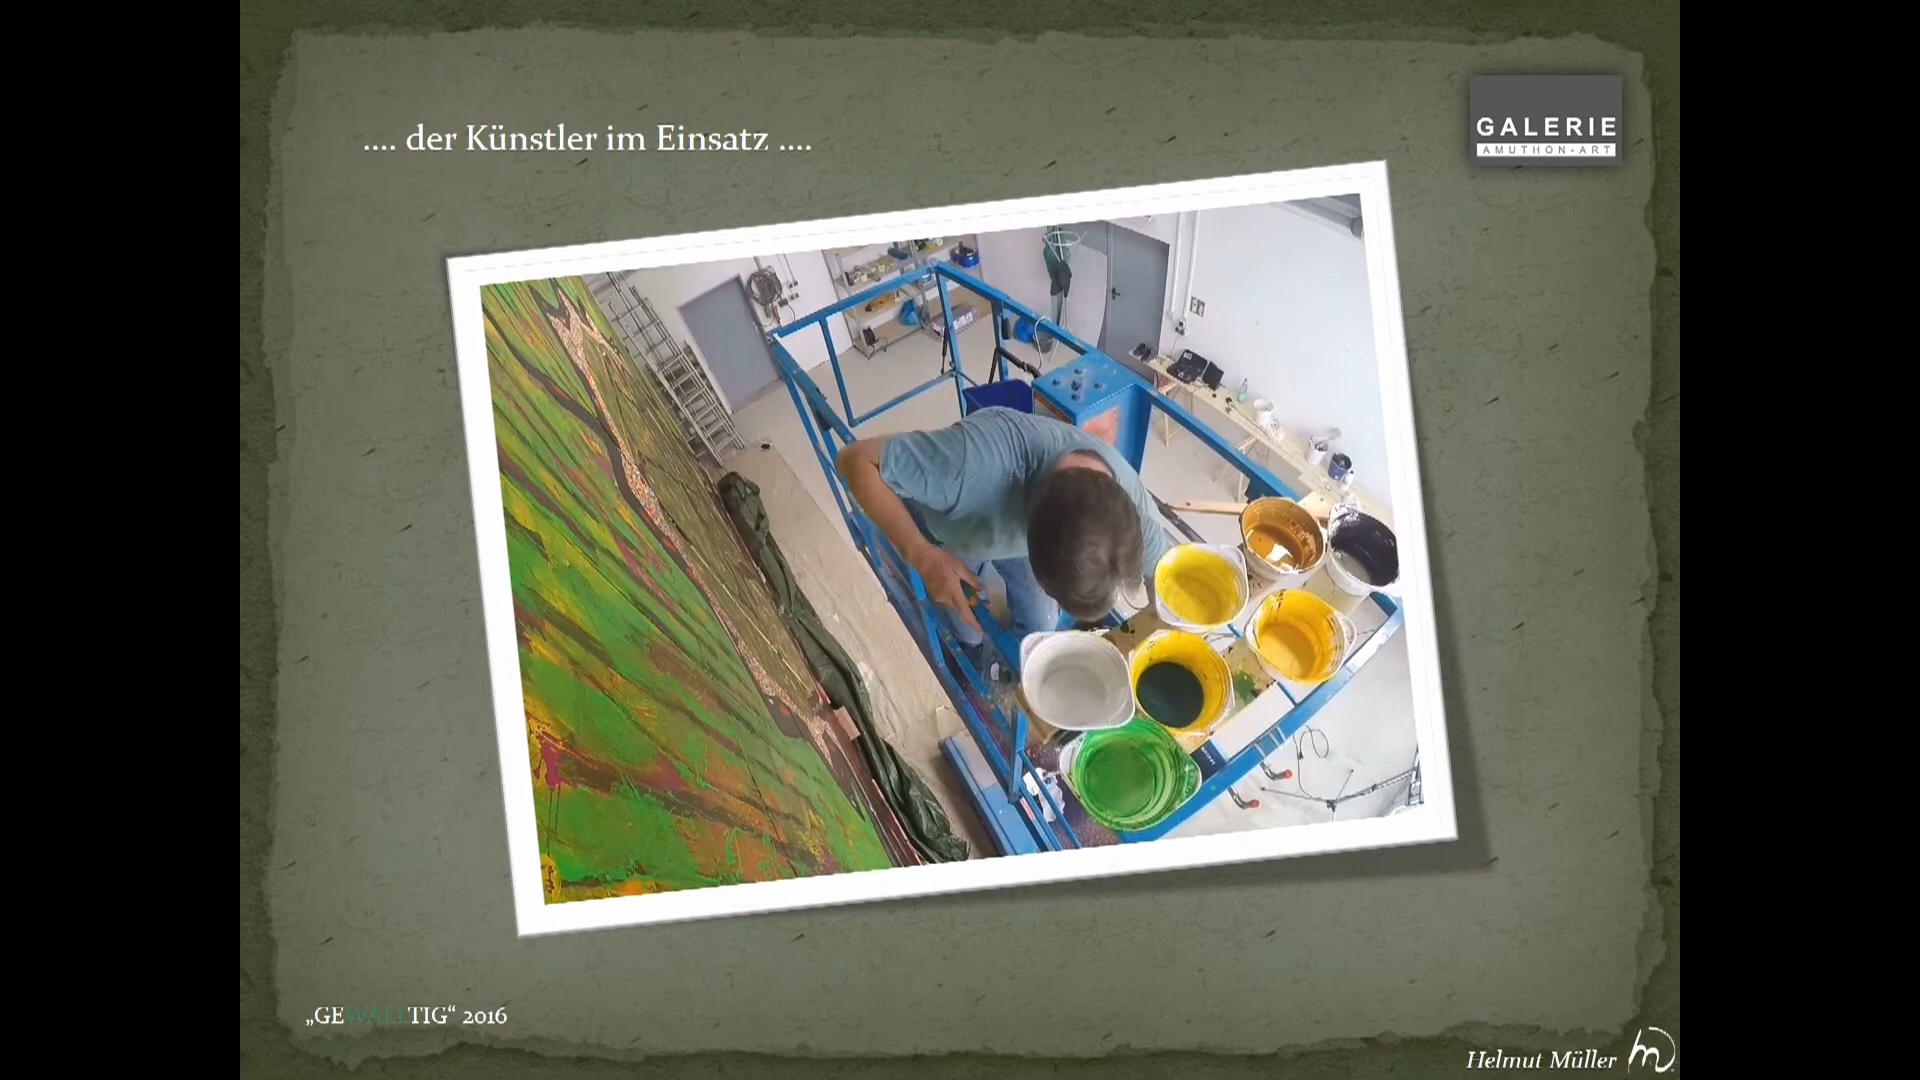 .... der Künstler im Einsatz ....
GALERIE
AMUTHON-ART
„GEWALLTIG“ 2016
Helmut Müller